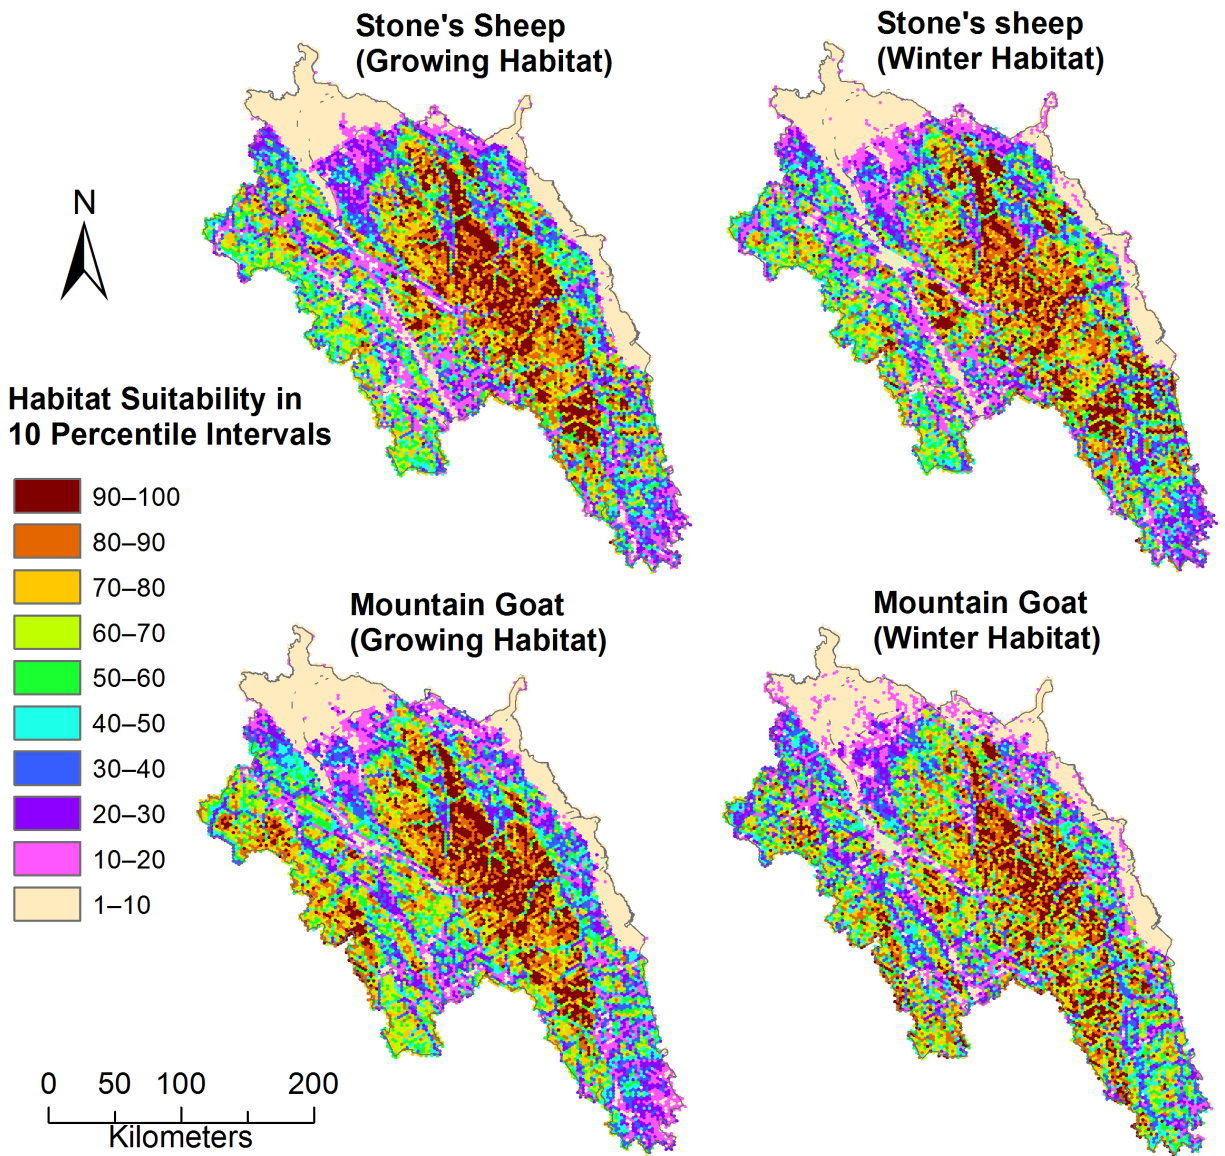 Stone's Sheep
(Growing Habitat)
Stone's sheep
(Winter Habitat)
N
Habitat Suitability in
10 Percentile Intervals
90–100
80–90
70–80
60–70
50–60
40–50
30–40
20–30
10–20
1–10
Mountain Goat
(Growing Habitat)
Mountain Goat
(Winter Habitat)
0 50 100 200
Kilometers